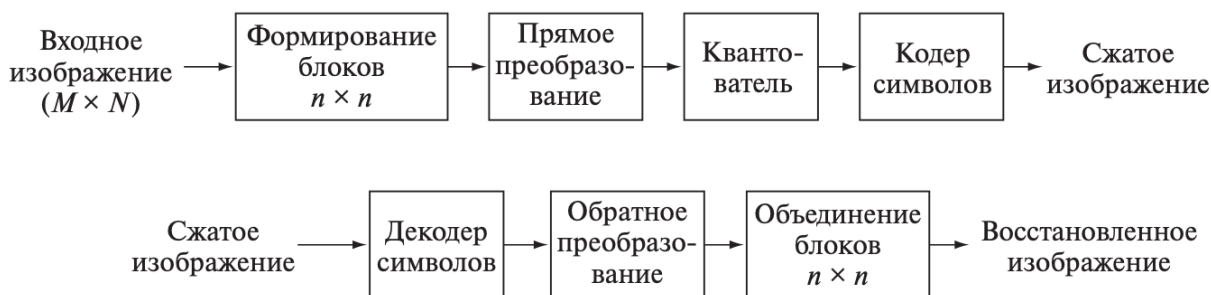 Входное
изображение
(M × N)
Формирование
блоков
n × n
Прямое
преобразо-
вание
Кванто-
ватель
Кодер
символов
Сжатое
изображение
Сжатое
изображение
Декодер
символов
Обратное
преобразо-
вание
Объединение
блоков
n × n
Восстановленное
изображение